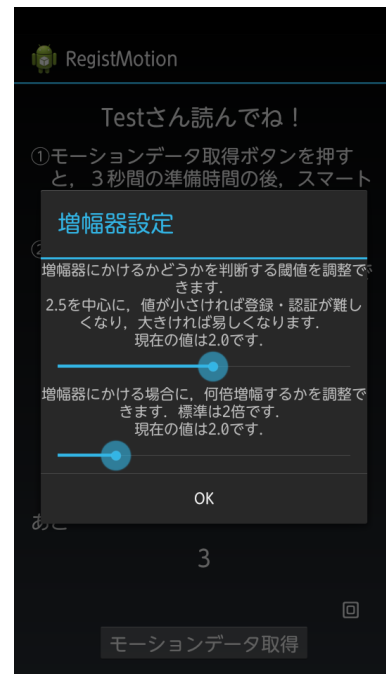 RegistMotion
Testさん読んでね！
①モーションデータ取得ボタンを押す
と，３秒間の準備時間の後，スマート
増幅器設定
増幅器にかけるかどうかを判断する閾値を調整で
きます．
2.5を中心に，値が小さければ登録・認証が難し
くなり，大きければ易しくなります．
現在の値は2.0です．
増幅器にかける場合に，何倍増幅するかを調整で
きます．標準は2倍です．
現在の値は2.0です．
OK
あと
3
モーションデータ取得